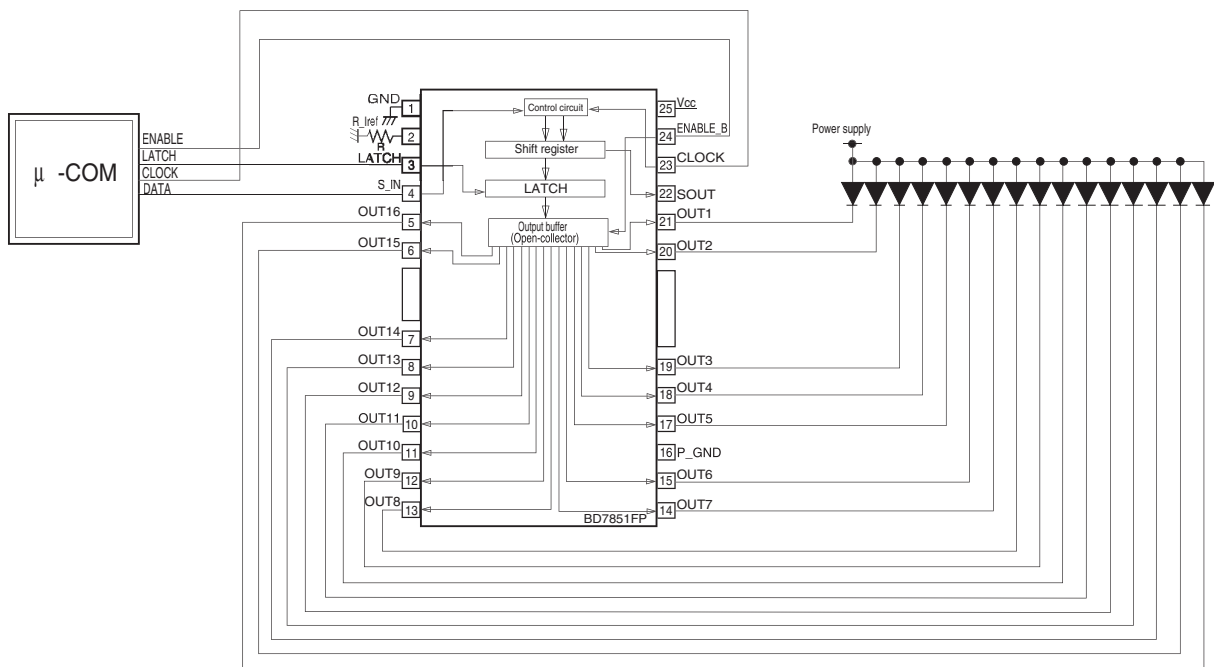 μ -COM
ENABLE
LATCH
CLOCK
DATA
GND
1
R_Iref
R
2
LATCH
3
S_IN
4
OUT16
5
OUT15
6
OUT14
7
OUT13
8
OUT12
9
OUT11
10
OUT10
11
OUT9
12
OUT8
13
Control circuit
Shift register
LATCH
Output buffer
(Open-collector)
BD7851FP
25 Vcc
24 ENABLE_B
23 CLOCK
22 SOUT
21 OUT1
20 OUT2
19 OUT3
18 OUT4
17 OUT5
16 P_GND
15 OUT6
14 OUT7
Power supply